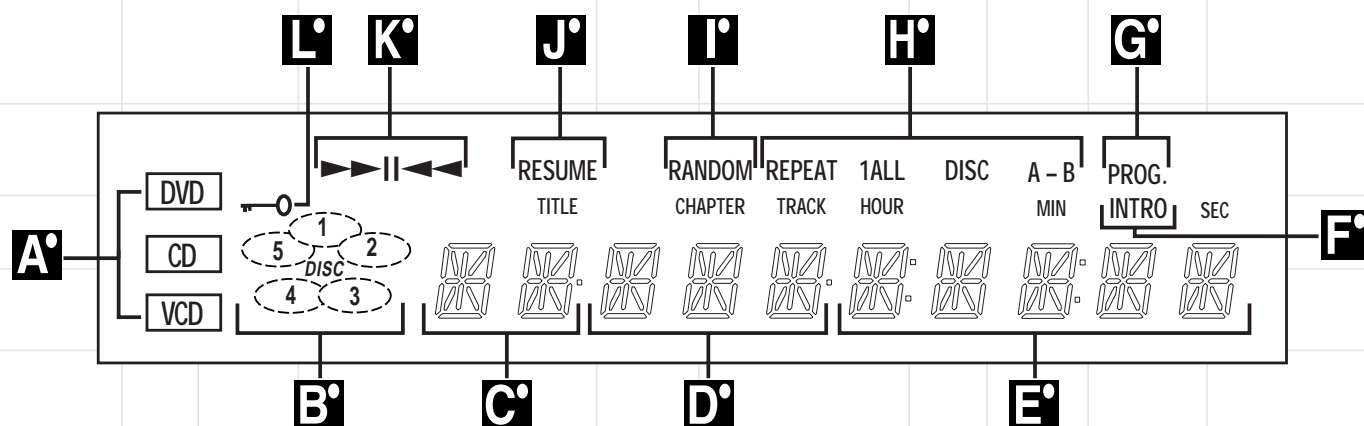 L K J I H G
RESUME RANDOM REPEAT 1ALL DISC A – B PROG.
DVD TITLE CHAPTER TRACK HOUR MIN INTRO SEC
A CD 1 2 3 4 5 DISC F
VCD
B C D E